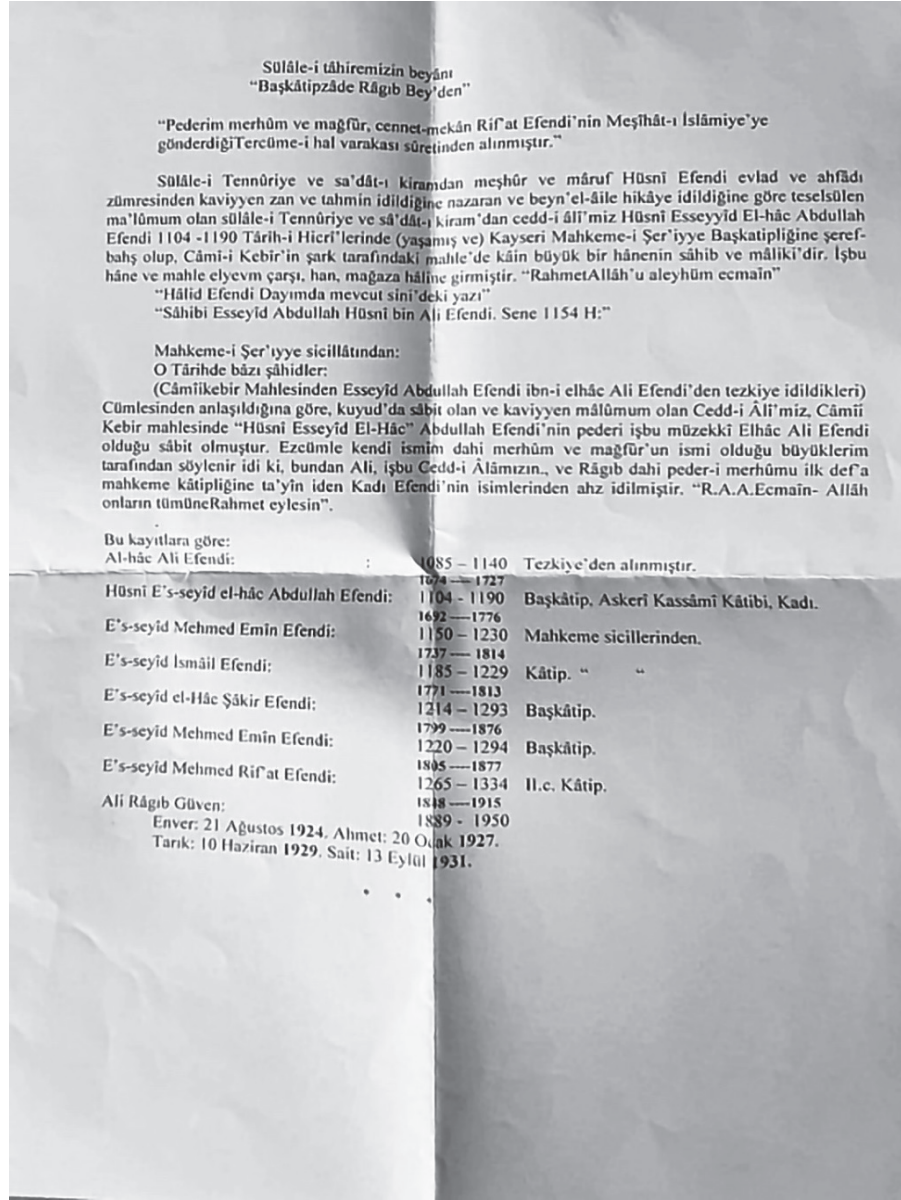 Sülâle-i tâhiremizin beyânı
“Başkâtipzâde Râgıb Bey’den”
“Pederim merhûm ve mağfûr, cennet-mekân Rif’at Efendi’nin Meşîhât-ı İslâmiye’ye
gönderdiğiTercüme-i hal varakası sûretinden alınmıştır.”
Sülâle-i Tennûriye ve sa’dât-ı kiramdan meşhûr ve mâruf Hüsnî Efendi evlad ve ahfâdı
zümresinden kaviyyen zan ve tahmin idildiğine nazaran ve beyn’el-âile hikâye idildiğine göre teselsülen
ma’lûmum olan sülâle-i Tennûriye ve sâ’dât-ı kiram’dan cedd-i âlî’miz Hüsnî Esseyyîd El-hâc Abdullah
Efendi 1104 -1190 Târih-i Hicrî’lerinde (yaşamış ve) Kayseri Mahkeme-i Şer’iyye Başkatipliğine şeref-
bahş olup, Câmi-i Kebir’in şark tarafındaki mahle’de kâin büyük bir hânenin sâhib ve mâliki’dir. İşbu
hâne ve mahle elyevm çarşı, han, mağaza hâline girmiştir. “RahmetAllâh’u aleyhüm ecmain”
“Hâlid Efendi Dayımda mevcut sini’deki yazı”
“Sâhibi Esseyîd Abdullah Hüsnî bin Ali Efendi. Sene 1154 H:”
Mahkeme-i Şer’ıyye sicillâtından:
O Târihde bâzı şâhidler:
(Câmiikebir Mahlesinden Esseyîd Abdullah Efendi ibn-i elhâc Ali Efendi’den tezkiye idildikleri)
Cümlesinden anlaşıldığına göre, kuyud’da sâbit olan ve kaviyyen mâlûmum olan Cedd-i Âli’miz, Câmii
Kebir mahlesinde “Hüsnî Esseyîd El-Hâc” Abdullah Efendi’nin pederi işbu müzekkî Elhâc Ali Efendi
olduğu sâbit olmuştur. Ezcümle kendi ismim dahi merhûm ve mağfûr’un ismi olduğu büyüklerim
tarafından söylenir idi ki, bundan Ali, işbu Cedd-i Âlâmızın., ve Râgıb dahi peder-i merhûmu ilk def’a
mahkeme kâtipliğine ta’yîn iden Kadı Efendi’nin isimlerinden ahz idilmiştir. “R.A.A.Ecmaîn- Allâh
onların tümüneRahmet eylesin”.
Bu kayıtlara göre:
Al-hâc Ali Efendi: : 1085 – 1140 Tezkiye’den alınmıştır.
1674 ---- 1727
Hüsnî E’s-seyîd el-hâc Abdullah Efendi: 1104 - 1190 Başkâtip, Askerî Kassâmî Kâtibi, Kadı.
1692 ----1776
E’s-seyîd Mehmed Emîn Efendi: 1150 – 1230 Mahkeme sicillerinden.
1737 ---- 1814
E’s-seyîd İsmâil Efendi: 1185 – 1229 Kâtip. “ “
1771 ----1813
E’s-seyîd el-Hâc Şâkir Efendi: 1214 – 1293 Başkâtip.
1799 ----1876
E’s-seyîd Mehmed Emîn Efendi: 1220 – 1294 Başkâtip.
1805 ----1877
E’s-seyîd Mehmed Rif’at Efendi: 1265 – 1334 II.c. Kâtip.
1848 ----1915
Ali Râgıb Güven: 1889 - 1950
Enver: 21 Ağustos 1924. Ahmet: 20 Ocak 1927.
Tarık: 10 Haziran 1929. Sait: 13 Eylül 1931.